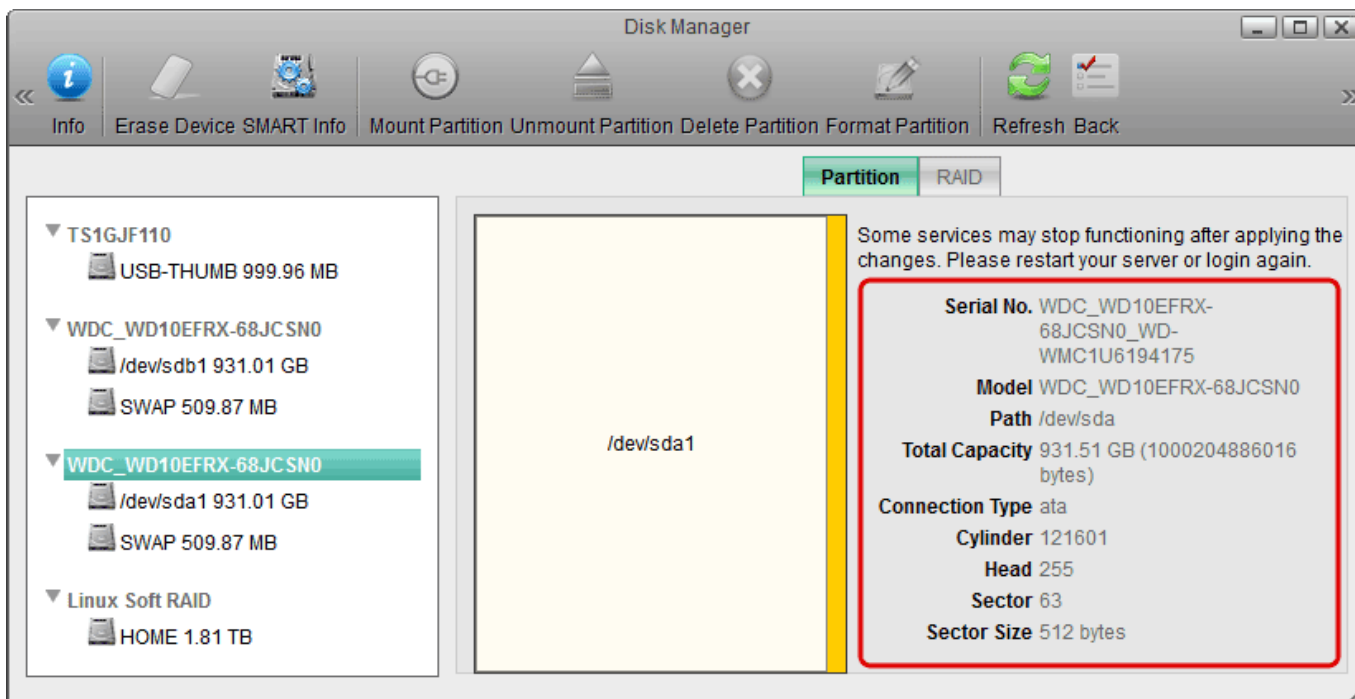 Disk Manager
Info
Erase Device
SMART Info
Mount Partition
Unmount Partition
Delete Partition
Format Partition
Refresh
Back
Partition
RAID
TS1GJF110
USB-THUMB 999.96 MB
WDC_WD10EFRX-68JCSN0
/dev/sdb1 931.01 GB
SWAP 509.87 MB
WDC_WD10EFRX-68JCSN0
/dev/sda1 931.01 GB
SWAP 509.87 MB
Linux Soft RAID
HOME 1.81 TB
/dev/sda1
Some services may stop functioning after applying the
changes. Please restart your server or login again.
Serial No. WDC_WD10EFRX-
68JCSN0_WD-
WMC1U6194175
Model WDC_WD10EFRX-68JCSN0
Path /dev/sda
Total Capacity 931.51 GB (1000204886016
bytes)
Connection Type ata
Cylinder 121601
Head 255
Sector 63
Sector Size 512 bytes